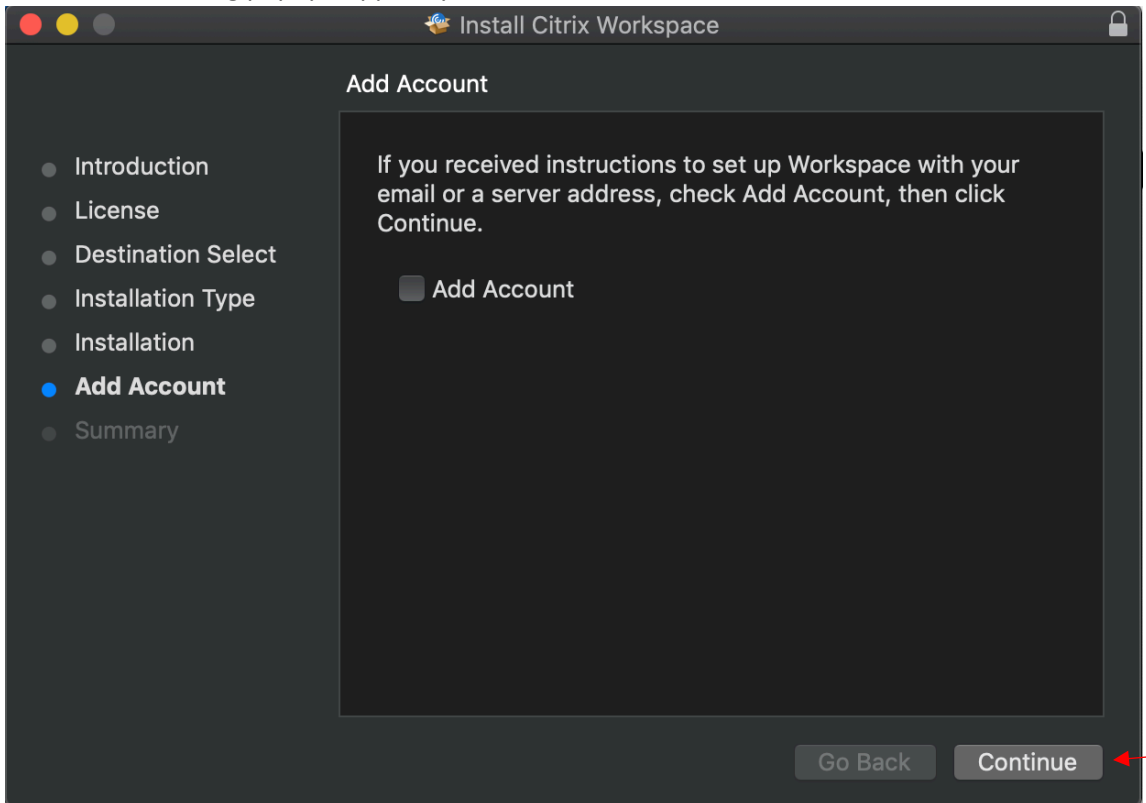 Install Citrix Workspace
Add Account
Introduction
License
Destination Select
Installation Type
Installation
Add Account
Summary
If you received instructions to set up Workspace with your
email or a server address, check Add Account, then click
Continue.
Add Account
Go Back
Continue